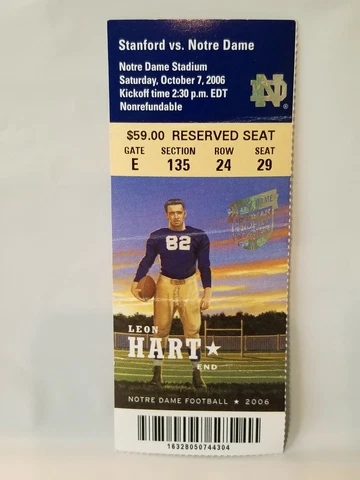 Stanford vs. Notre Dame
Notre Dame Stadium
Saturday, October 7, 2006
Kickoff time 2:30 p.m. EDT
Nonrefundable
ND
$59.00 RESERVED SEAT
GATE SECTION ROW SEAT
E 135 24 29
82
LEON
HART★
END
NOTRE DAME FOOTBALL ★ 2006
16328050744304